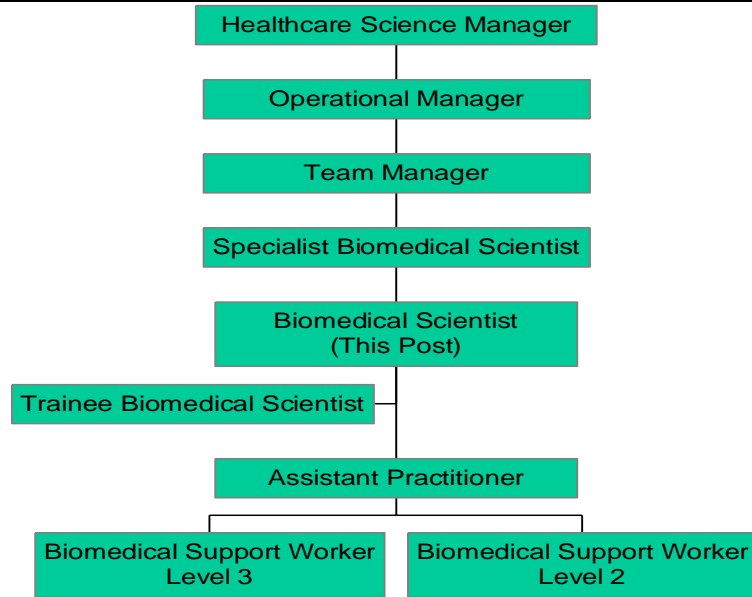 Healthcare Science Manager
Operational Manager
Team Manager
Specialist Biomedical Scientist
Biomedical Scientist
(This Post)
Trainee Biomedical Scientist
Assistant Practitioner
Biomedical Support Worker
Level 3
Biomedical Support Worker
Level 2